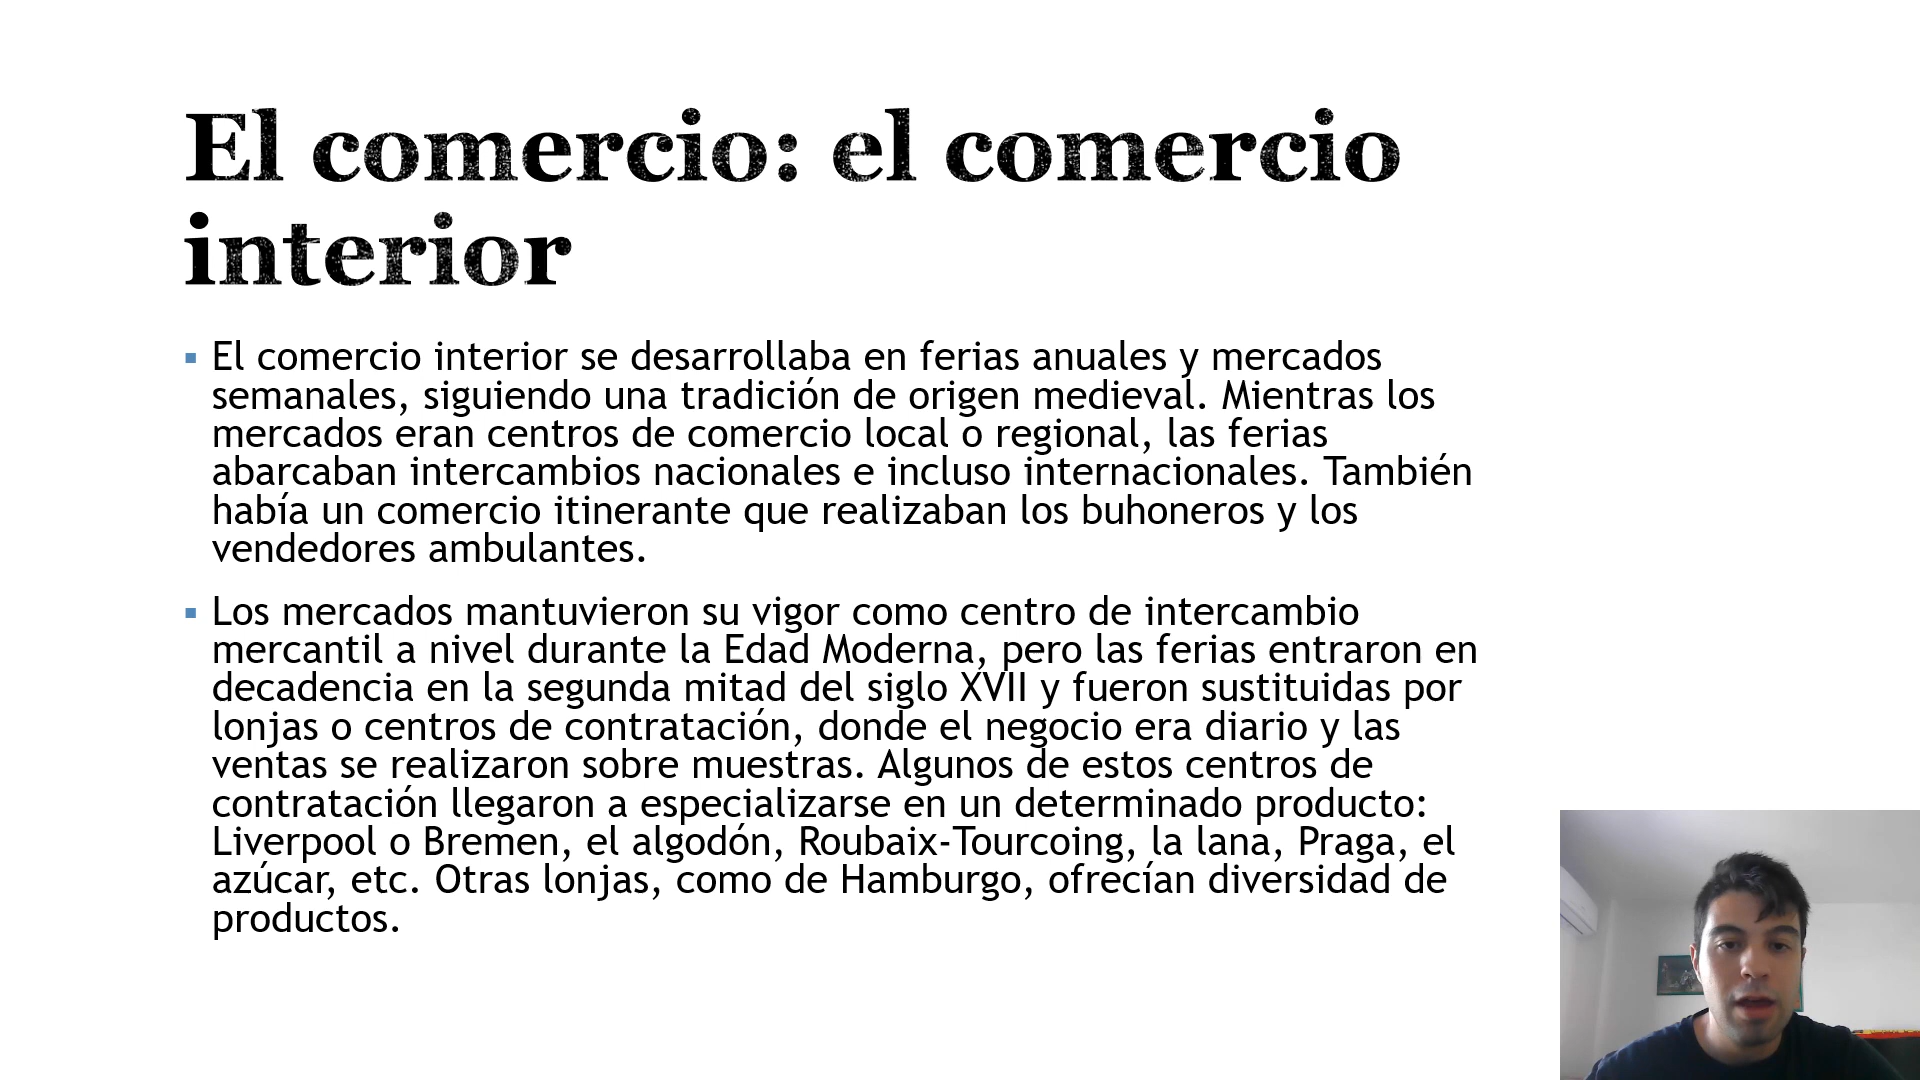 El comercio: el comercio
interior
El comercio interior se desarrollaba en ferias anuales y mercados
semanales, siguiendo una tradición de origen medieval. Mientras los
mercados eran centros de comercio local o regional, las ferias
abarcaban intercambios nacionales e incluso internacionales. También
había un comercio itinerante que realizaban los buhoneros y los
vendedores ambulantes.
Los mercados mantuvieron su vigor como centro de intercambio
mercantil a nivel durante la Edad Moderna, pero las ferias entraron en
decadencia en la segunda mitad del siglo XVII y fueron sustituidas por
lonjas o centros de contratación, donde el negocio era diario y las
ventas se realizaron sobre muestras. Algunos de estos centros de
contratación llegaron a especializarse en un determinado producto:
Liverpool o Bremen, el algodón, Roubaix-Tourcoing, la lana, Praga, el
azúcar, etc. Otras lonjas, como de Hamburgo, ofrecían diversidad de
productos.